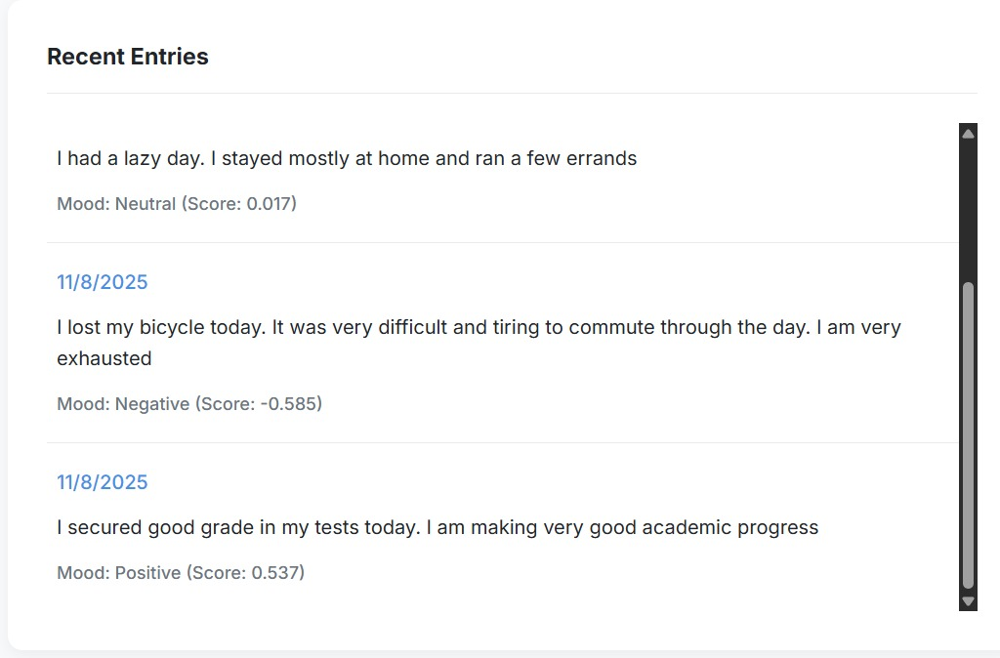 Recent Entries
I had a lazy day. I stayed mostly at home and ran a few errands
Mood: Neutral (Score: 0.017)
11/8/2025
I lost my bicycle today. It was very difficult and tiring to commute through the day. I am very
exhausted
Mood: Negative (Score: -0.585)
11/8/2025
I secured good grade in my tests today. I am making very good academic progress
Mood: Positive (Score: 0.537)